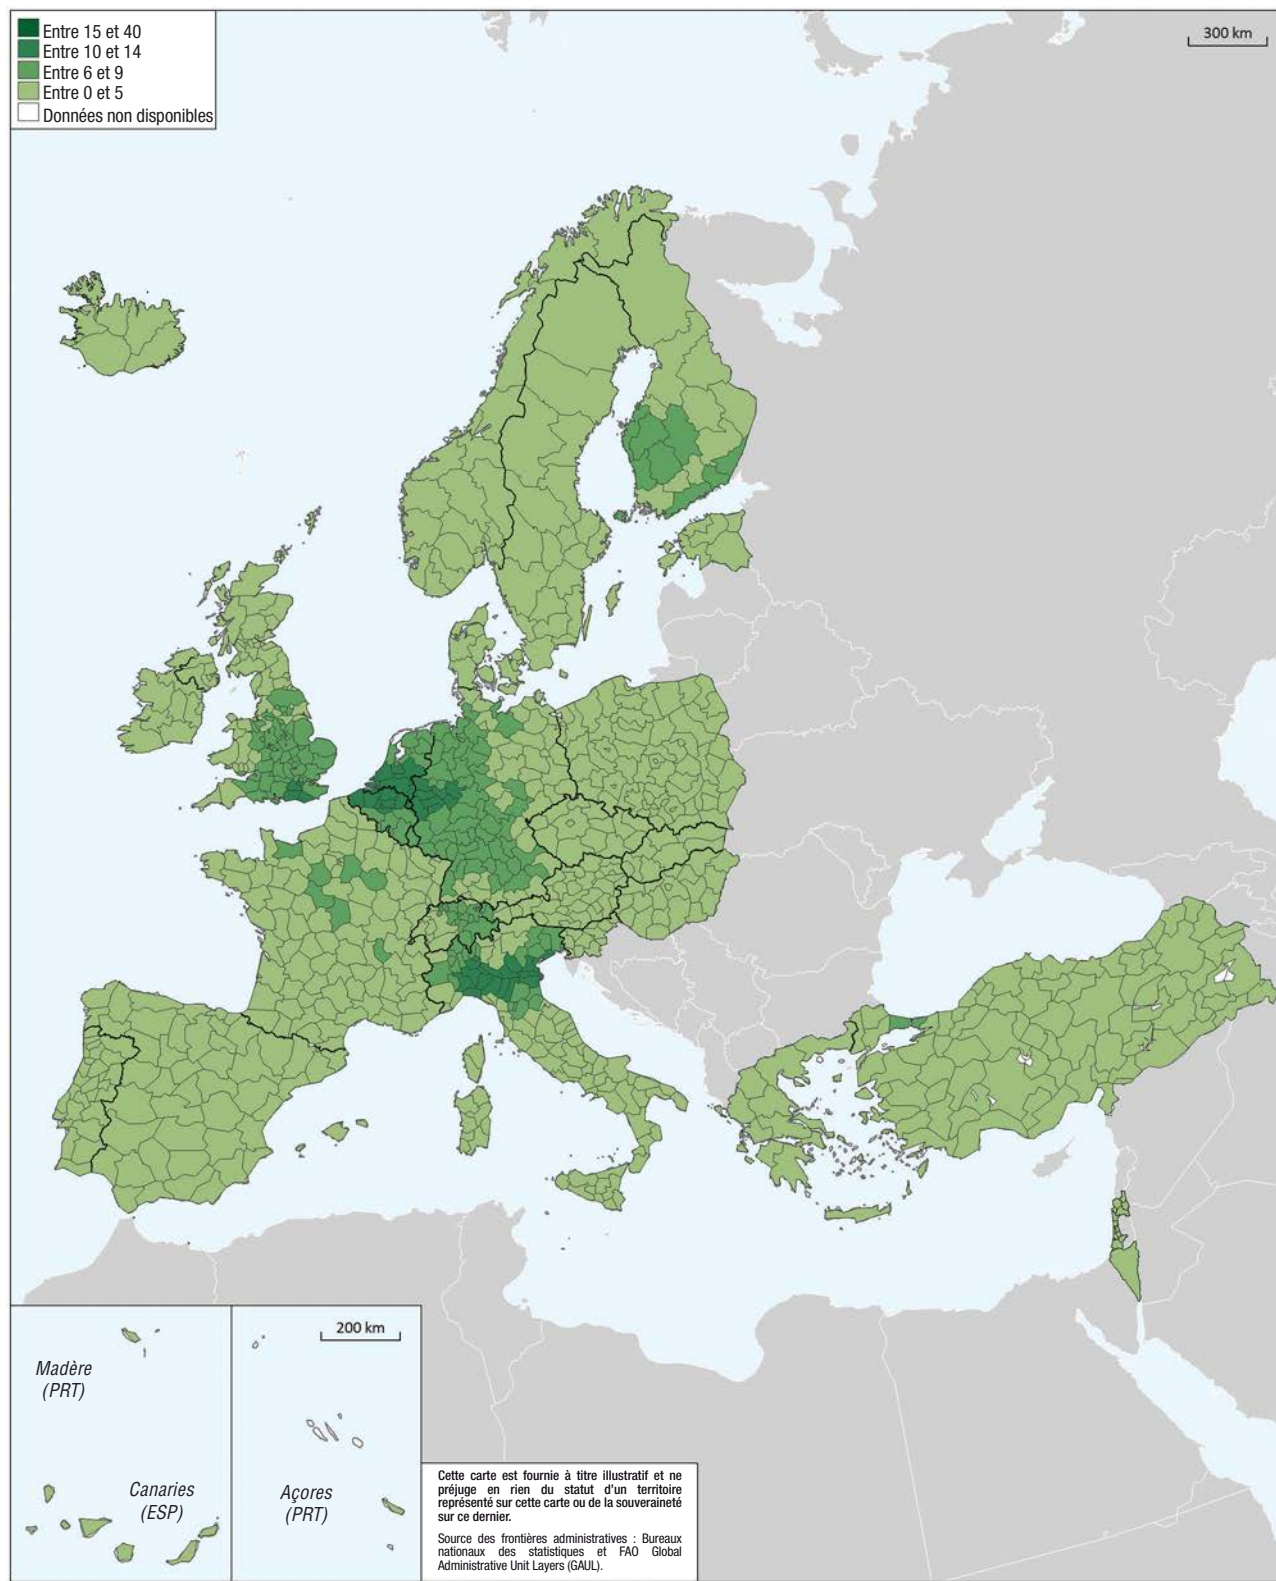 Entre 15 et 40
Entre 10 et 14
Entre 6 et 9
Entre 0 et 5
Données non disponibles
300 km
200 km
Madère
(PRT)
Canaries
(ESP)
Açores
(PRT)
Cette carte est fournie à titre illustratif et ne
préjuge en rien du statut d'un territoire
représenté sur cette carte ou de la souveraineté
sur ce dernier.
Source des frontières administratives : Bureaux
nationaux des statistiques et FAO Global
Administrative Unit Layers (GAUL).